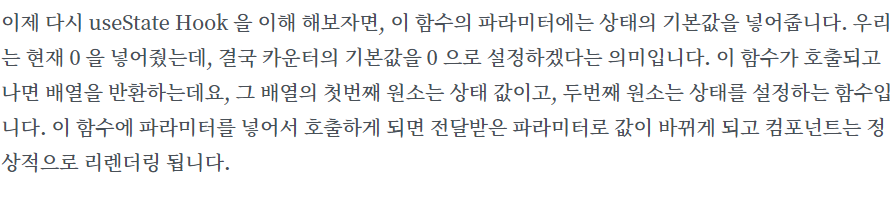 이제 다시 useState Hook 을 이해 해보자면, 이 함수의 파라미터에는 상태의 기본값을 넣어줍니다. 우리
는 현재 0 을 넣어줬는데, 결국 카운터의 기본값을 0 으로 설정하겠다는 의미입니다. 이 함수가 호출되고
나면 배열을 반환하는데요, 그 배열의 첫번째 원소는 상태 값이고, 두번째 원소는 상태를 설정하는 함수입
니다. 이 함수에 파라미터를 넣어서 호출하게 되면 전달받은 파라미터로 값이 바뀌게 되고 컴포넌트는 정
상적으로 리렌더링 됩니다.